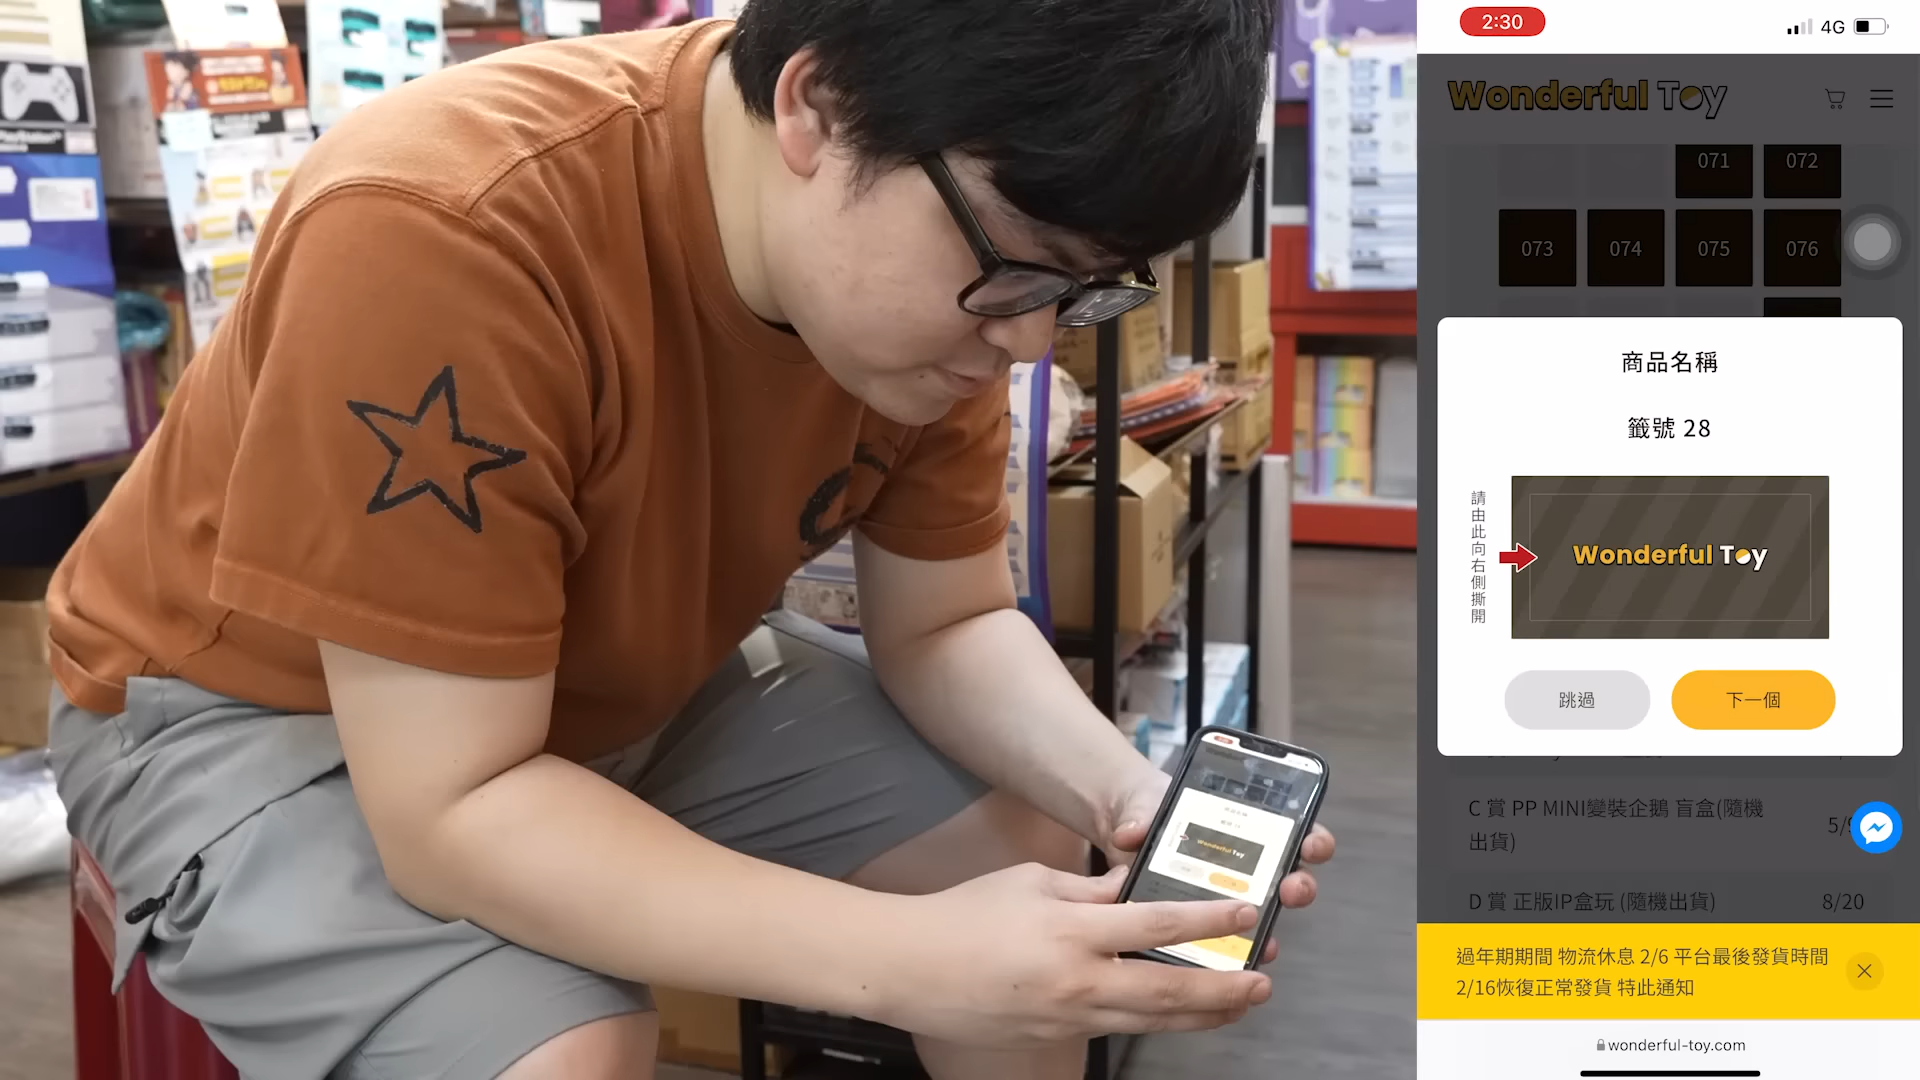 2:30
4G
Wonderful Toy
071
072
073
074
075
076
商品名稱
籤號 28
請由此向右側撕開
Wonderful Toy
跳過
下一個
C 賞 PP MINI變裝企鵝 盲盒(隨機
出貨)
5/
D 賞 正版IP盒玩 (隨機出貨)
8/20
過年期期間 物流休息 2/6 平台最後發貨時間
2/16恢復正常發貨 特此通知
wonderful-toy.com
Wonderful Toy